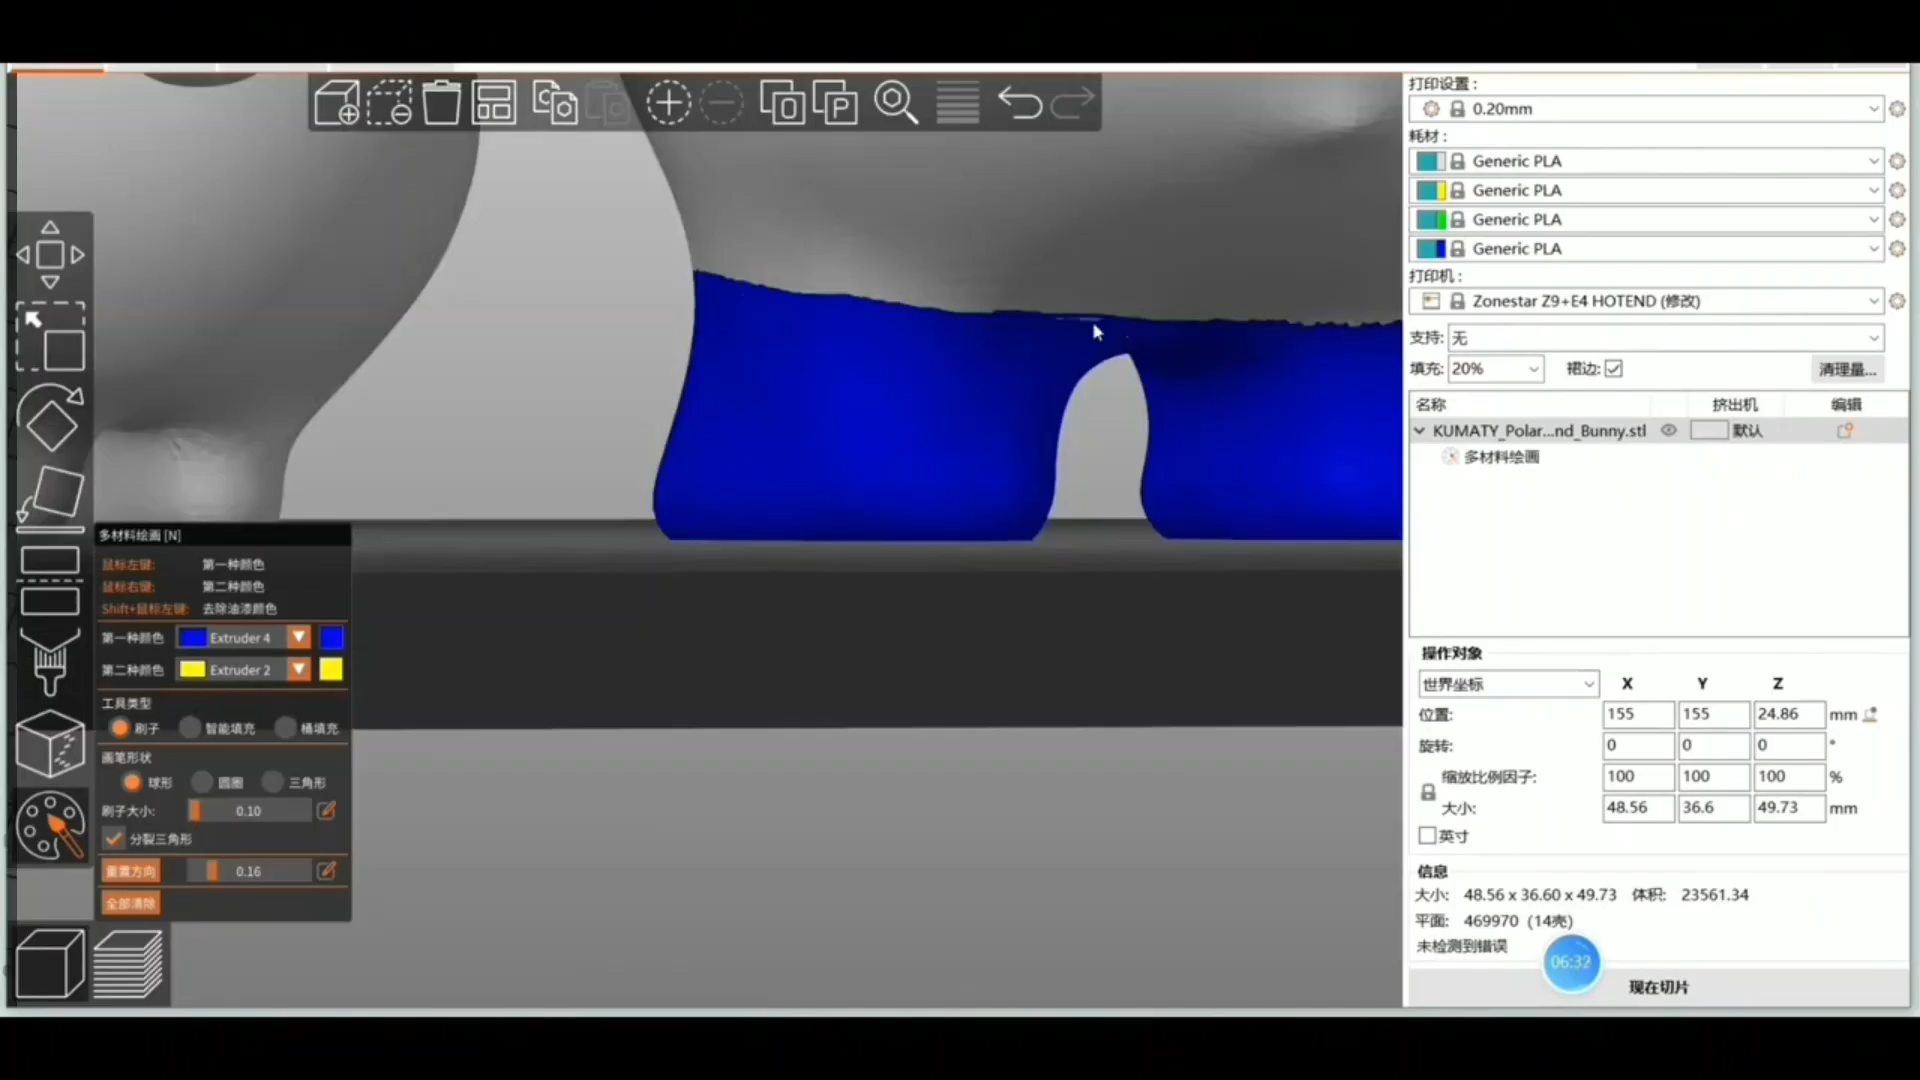 打印设置：
0.20mm
耗材：
Generic PLA
Generic PLA
Generic PLA
Generic PLA
打印机：
Zonestar Z9+E4 HOTEND (修改)
支持: 无
填充: 20% 裙边: 清理量...
名称 挤出机 编辑
KUMATY_Polar...nd_Bunny.stl 默认
多材料绘画
操作对象
世界坐标 X Y Z
位置: 155 155 24.86 mm
旋转: 0 0 0 °
缩放比例因子: 100 100 100 %
大小: 48.56 36.6 49.73 mm
英寸
信息
大小: 48.56 x 36.60 x 49.73 体积: 23561.34
平面: 469970 (14壳)
未检测到错误
06:32
现在切片
多材料绘画 [N]
鼠标左键: 第一种颜色
鼠标右键: 第二种颜色
Shift+鼠标左键: 去除油漆颜色
第一种颜色 Extruder 4
第二种颜色 Extruder 2
工具类型
刷子 智能填充 桶填充
画笔形状
球形 圆圈 三角形
刷子大小: 0.10
分裂三角形
重置方向 0.16
全部清除